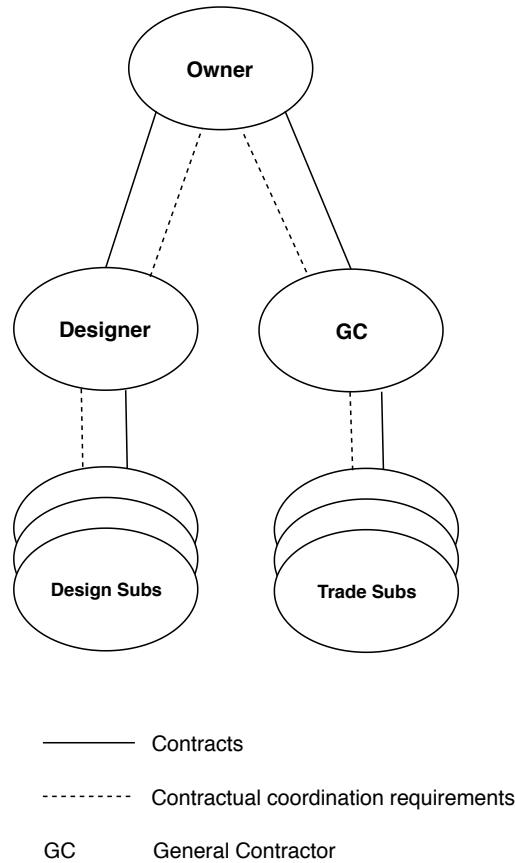 Owner
Designer
GC
Design Subs
Trade Subs
Contracts
Contractual coordination requirements
GC General Contractor